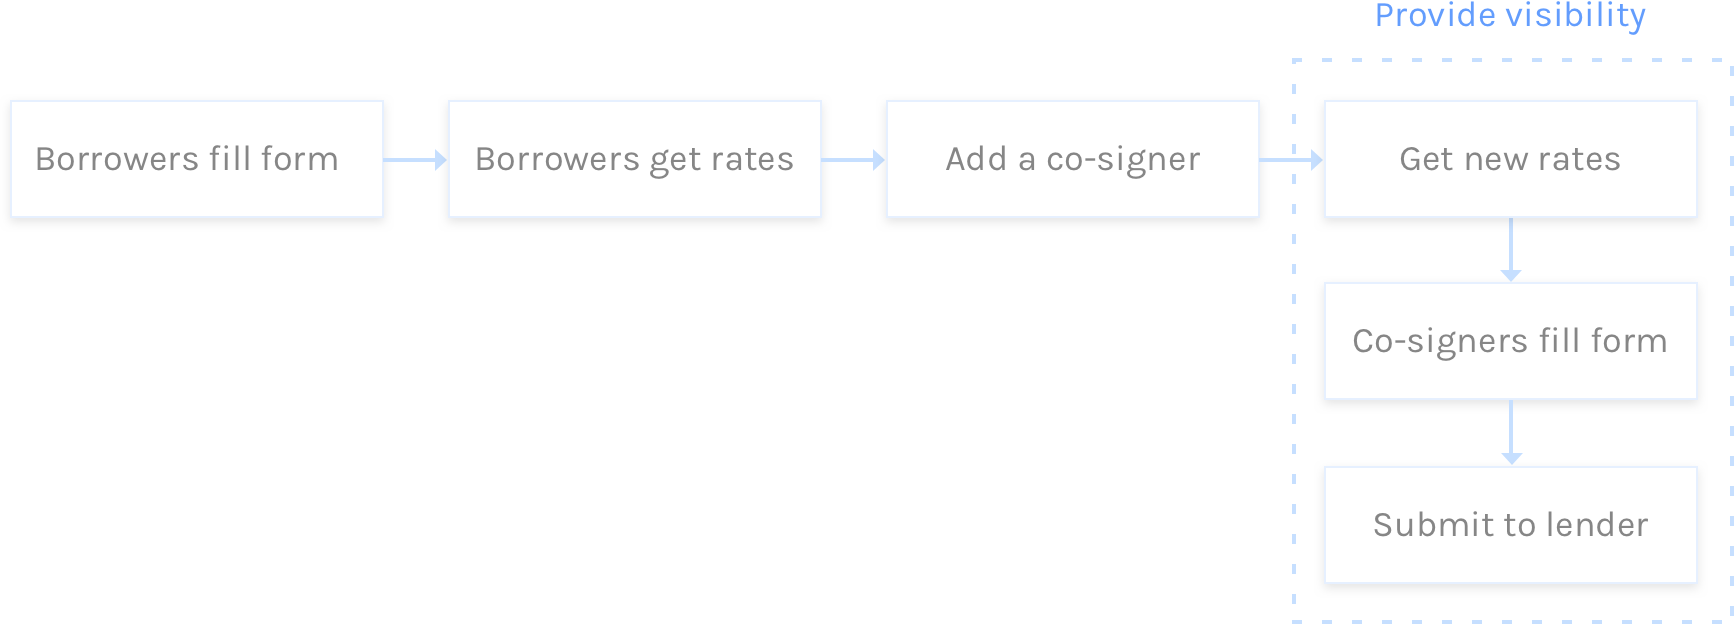 Provide visibility
Borrowers fill form
Borrowers get rates
Add a co-signer
Get new rates
Co-signers fill form
Submit to lender